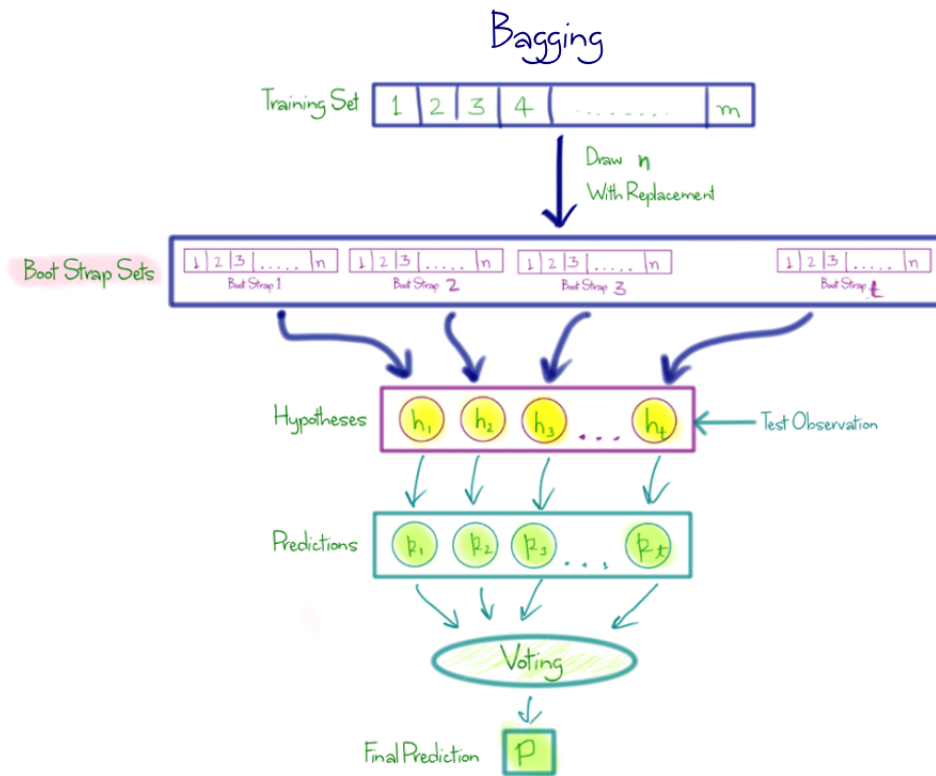 Bagging
Training Set 1 2 3 4 ......... m
Draw n
With Replacement
Boot Strap Sets
1 2 3 ..... n 1 2 3 ..... n 1 2 3 ..... n 1 2 3 ..... n
Boot Strap 1 Boot Strap 2 Boot Strap 3 Boot Strap t
Hypotheses h1 h2 h3 ... ht Test Observation
Predictions p1 p2 p3 ... pt
Voting
Final Prediction P